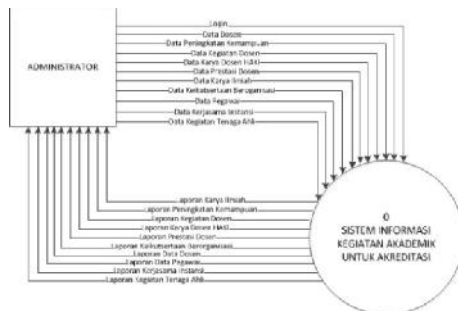 Login
Data Dosen
Data Peningkatan Kemampuan
Data Kegiatan Dosen
Data Karya Dosen HAKI
Data Prestasi Dosen
Data Karya Ilmiah
Data Keikutsertaan Berorganisasi
Data Pegawai
Data Kerjasama Instansi
Data Kegiatan Tenaga Ahli
ADMINISTRATOR
Laporan Karya Ilmiah
Laporan Peningkatan Kemampuan
Laporan Kegiatan Dosen
Laporan Karya Dosen HAKI
Laporan Prestasi Dosen
Laporan Keikutsertaan Berorganisasi
Laporan Data Dosen
Laporan Data Pegawai
Laporan Kerjasama Instansi
Laporan Kegiatan Tenaga Ahli
0
SISTEM INFORMASI
KEGIATAN AKADEMIK
UNTUK AKREDITASI